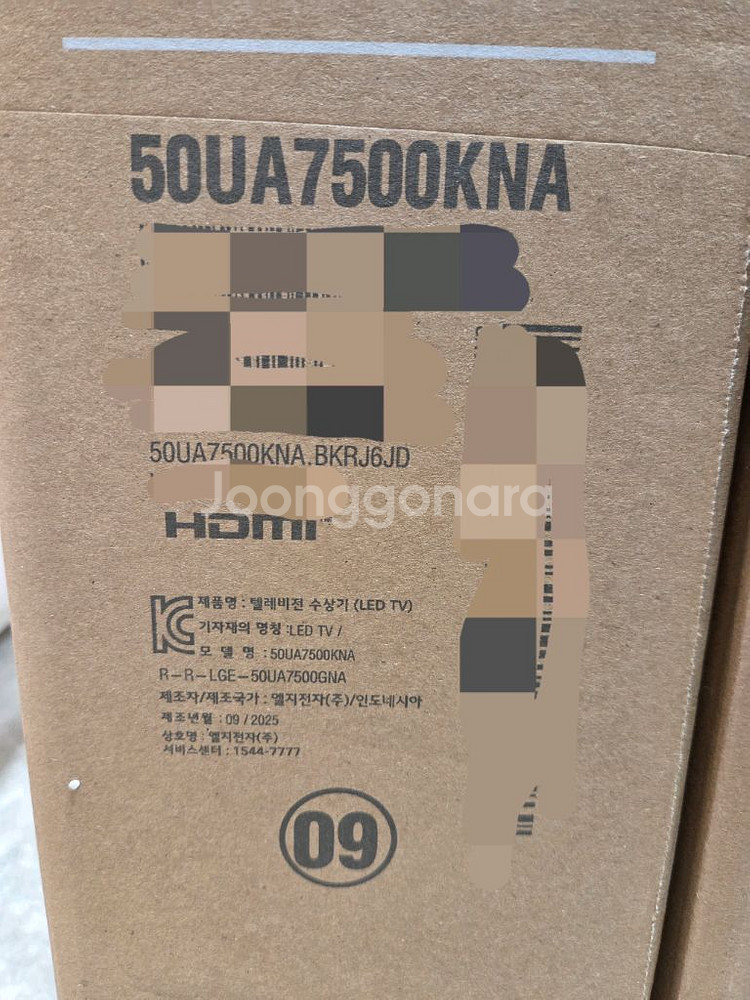 50UA7500KNA
50UA7500KNA.BKRJ6JD
Joonggonara
HDMI
제품명 : 텔레비전 수상기 (LED TV)
기자재의 명칭 :LED TV /
모 델 명 : 50UA7500KNA
R-R-LGE-50UA7500GNA
제조자/제조국가 : 엘지전자(주)/인도네시아
제조년월 : 09 / 2025
상호명 : 엘지전자(주)
서비스센터 : 1544-7777
09